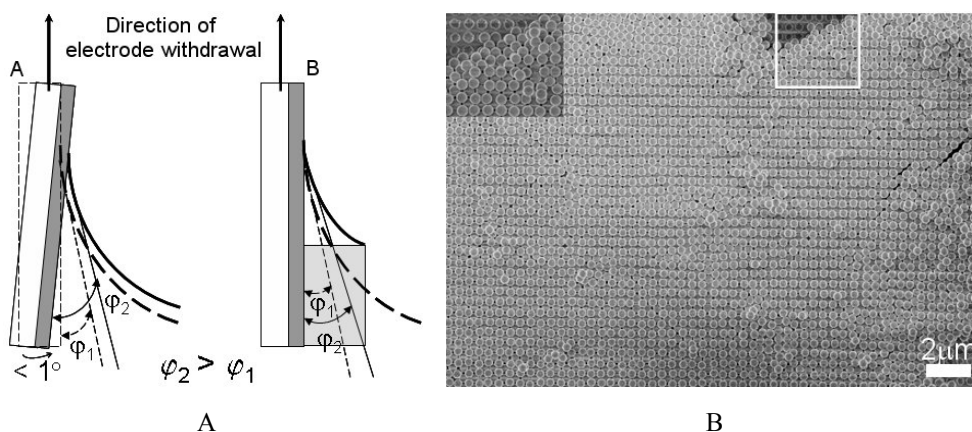 Direction of
electrode withdrawal
A
B
φ₂
φ₁
< 1°
φ₂ > φ₁
φ₁
φ₂
2μm
A
B